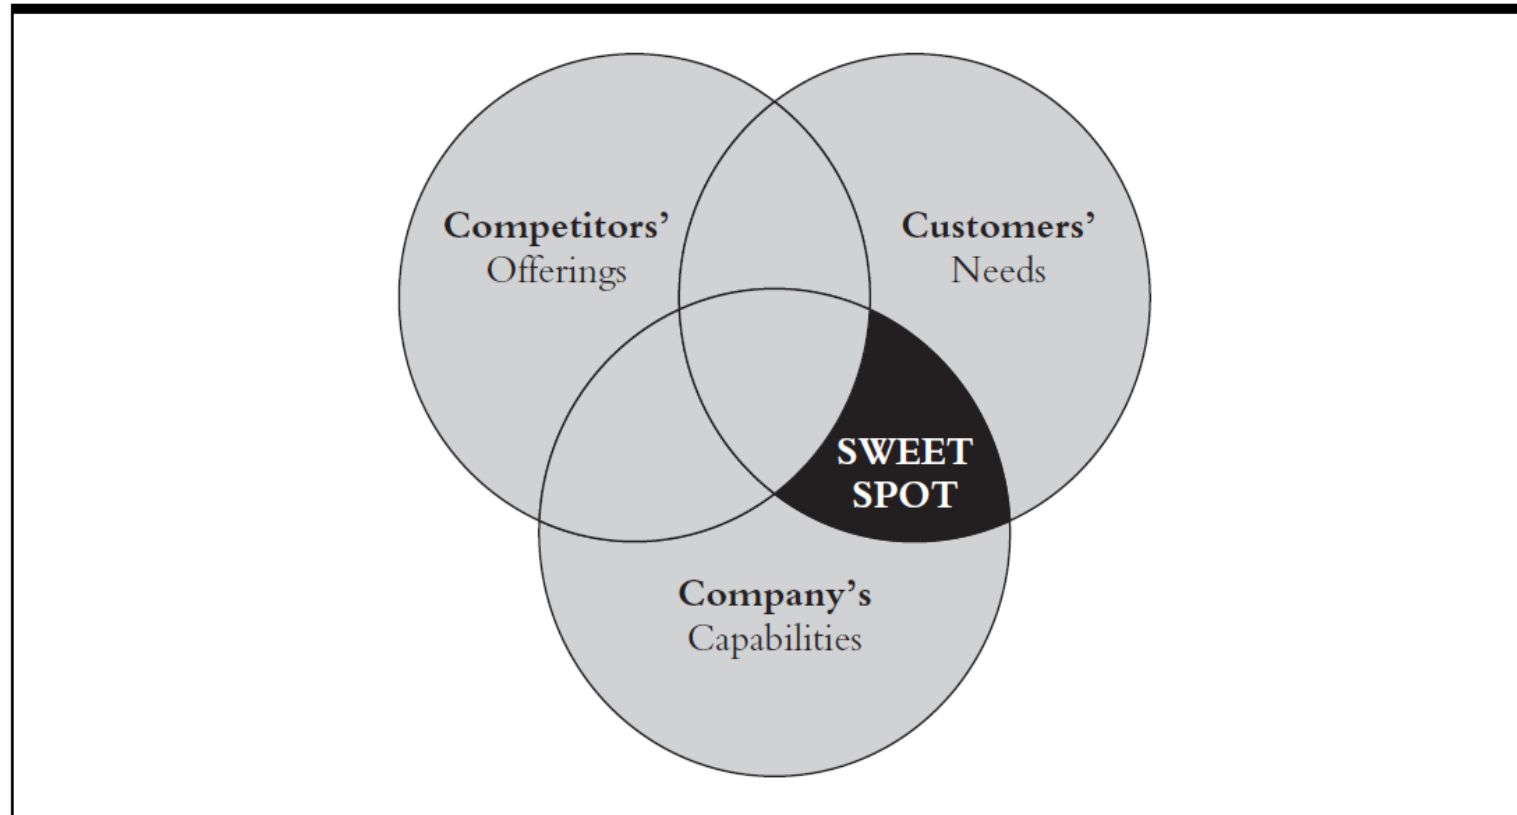 Competitors’
Offerings
Customers’
Needs
SWEET
SPOT
Company’s
Capabilities